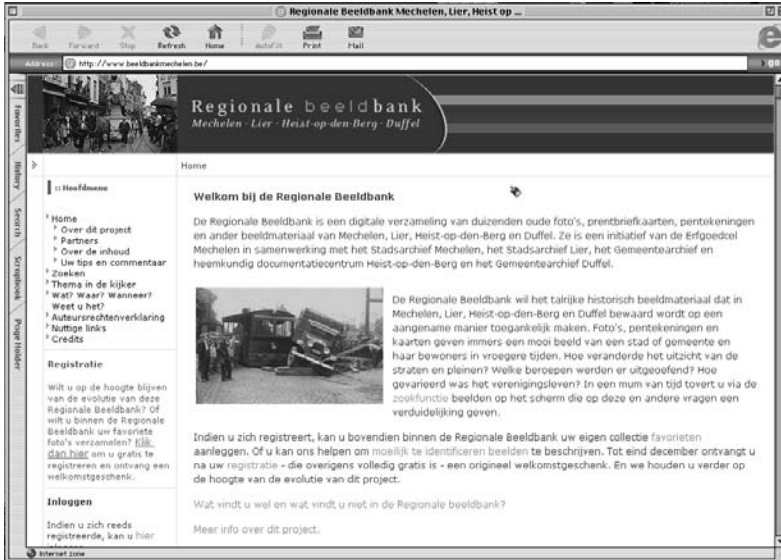 Regionale Beeldbank Mechelen, Lier, Heist op ...
Back Forward Stop Refresh Home AutoFill Print Mail
Address: http://www.beeldbankmechelen.be/ go
Favorites
History
Search
Scrapbook
Page Holder
Regionale beeldbank
Mechelen · Lier · Heist-op-den-Berg · Duffel
Home
:: Hoofdmenu
Home
Over dit project
Partners
Over de inhoud
Uw tips en commentaar
Zoeken
Thema in de kijker
Wat? Waar? Wanneer?
Weet u het?
Auteursrechtenverklaring
Nuttige links
Credits
Registratie
Wilt u op de hoogte blijven
van de evolutie van deze
Regionale Beeldbank? Of
wilt u binnen de Regionale
Beeldbank uw favoriete
foto's verzamelen? Klik
dan hier om u gratis te
registreren en ontvang een
welkomstgeschenk.
Inloggen
Indien u zich reeds
registreerde, kan u hier
Welkom bij de Regionale Beeldbank
De Regionale Beeldbank is een digitale verzameling van duizenden oude foto's, prentbriefkaarten, pentekeningen
en ander beeldmateriaal van Mechelen, Lier, Heist-op-den-Berg en Duffel. Ze is een initiatief van de Erfgoedcel
Mechelen in samenwerking met het Stadsarchief Mechelen, het Stadsarchief Lier, het Gemeentearchief en
heemkundig documentatiecentrum Heist-op-den-Berg en het Gemeentearchief Duffel.
De Regionale Beeldbank wil het talrijke historisch beeldmateriaal dat in
Mechelen, Lier, Heist-op-den-Berg en Duffel bewaard wordt op een
aangename manier toegankelijk maken. Foto's, pentekeningen en
kaarten geven immers een mooi beeld van een stad of gemeente en
haar bewoners in vroegere tijden. Hoe veranderde het uitzicht van de
straten en pleinen? Welke beroepen werden er uitgeoefend? Hoe
gevarieerd was het verenigingsleven? In een mum van tijd tovert u via de
zoekfunctie beelden op het scherm die op deze en andere vragen een
verduidelijking geven.
Indien u zich registreert, kan u bovendien binnen de Regionale Beeldbank uw eigen collectie favorieten
aanleggen. Of u kan ons helpen om moeilijk te identificeren beelden te beschrijven. Tot eind december ontvangt u
na uw registratie - die overigens volledig gratis is - een origineel welkomstgeschenk. En we houden u verder op
de hoogte van de evolutie van dit project.
Wat vindt u wel en wat vindt u niet in de Regionale beeldbank?
Meer info over dit project.
Internet zone